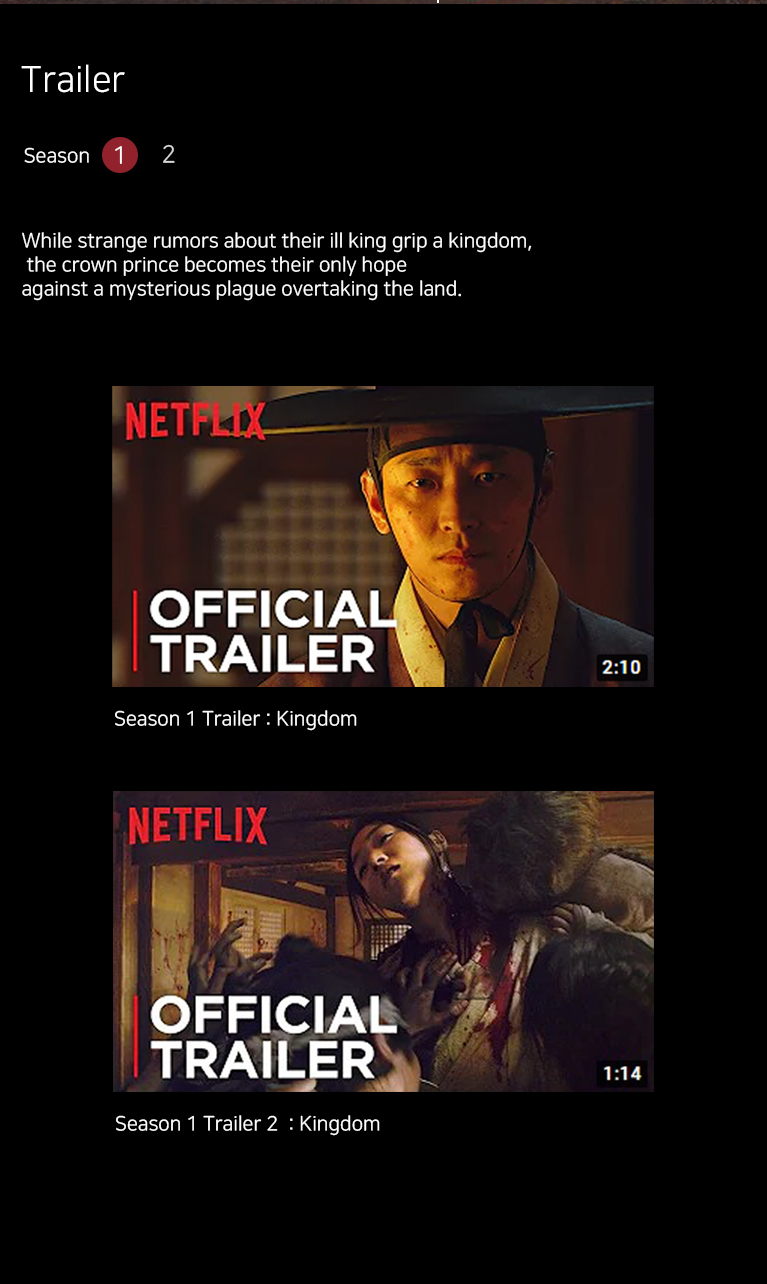 Trailer
Season 1 2
While strange rumors about their ill king grip a kingdom,
the crown prince becomes their only hope
against a mysterious plague overtaking the land.
NETFLIX
OFFICIAL
TRAILER
2:10
Season 1 Trailer : Kingdom
NETFLIX
OFFICIAL
TRAILER
1:14
Season 1 Trailer 2 : Kingdom